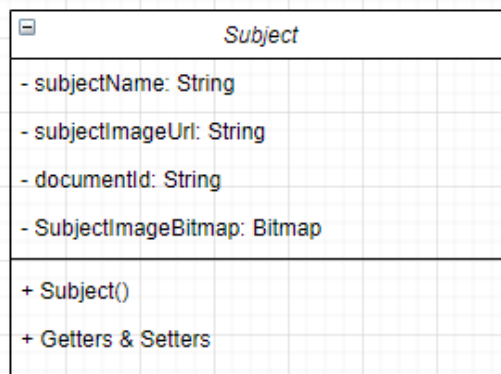 Subject
- subjectName: String
- subjectImageUrl: String
- documentId: String
- SubjectImageBitmap: Bitmap
+ Subject()
+ Getters & Setters